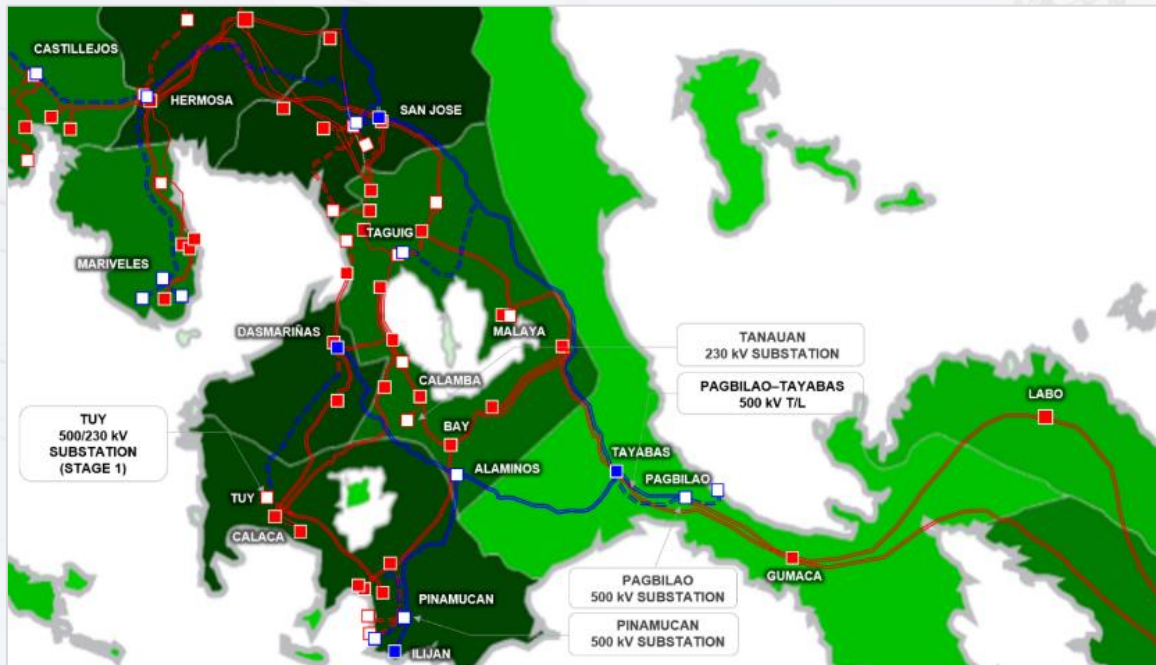 CASTILLEJOS
HERMOSA
SAN JOSE
TAGUIG
MARIVELES
DASMARIÑAS
MALAYA
TANAUAN
230 kV SUBSTATION
CALAMBA
PAGBILAO–TAYABAS
500 kV T/L
LABO
TUY
500/230 kV
SUBSTATION
(STAGE 1)
BAY
TAYABAS
ALAMINOS
PAGBILAO
TUY
CALACA
GUMACA
PAGBILAO
500 kV SUBSTATION
PINAMUCAN
PINAMUCAN
500 kV SUBSTATION
ILIJAN